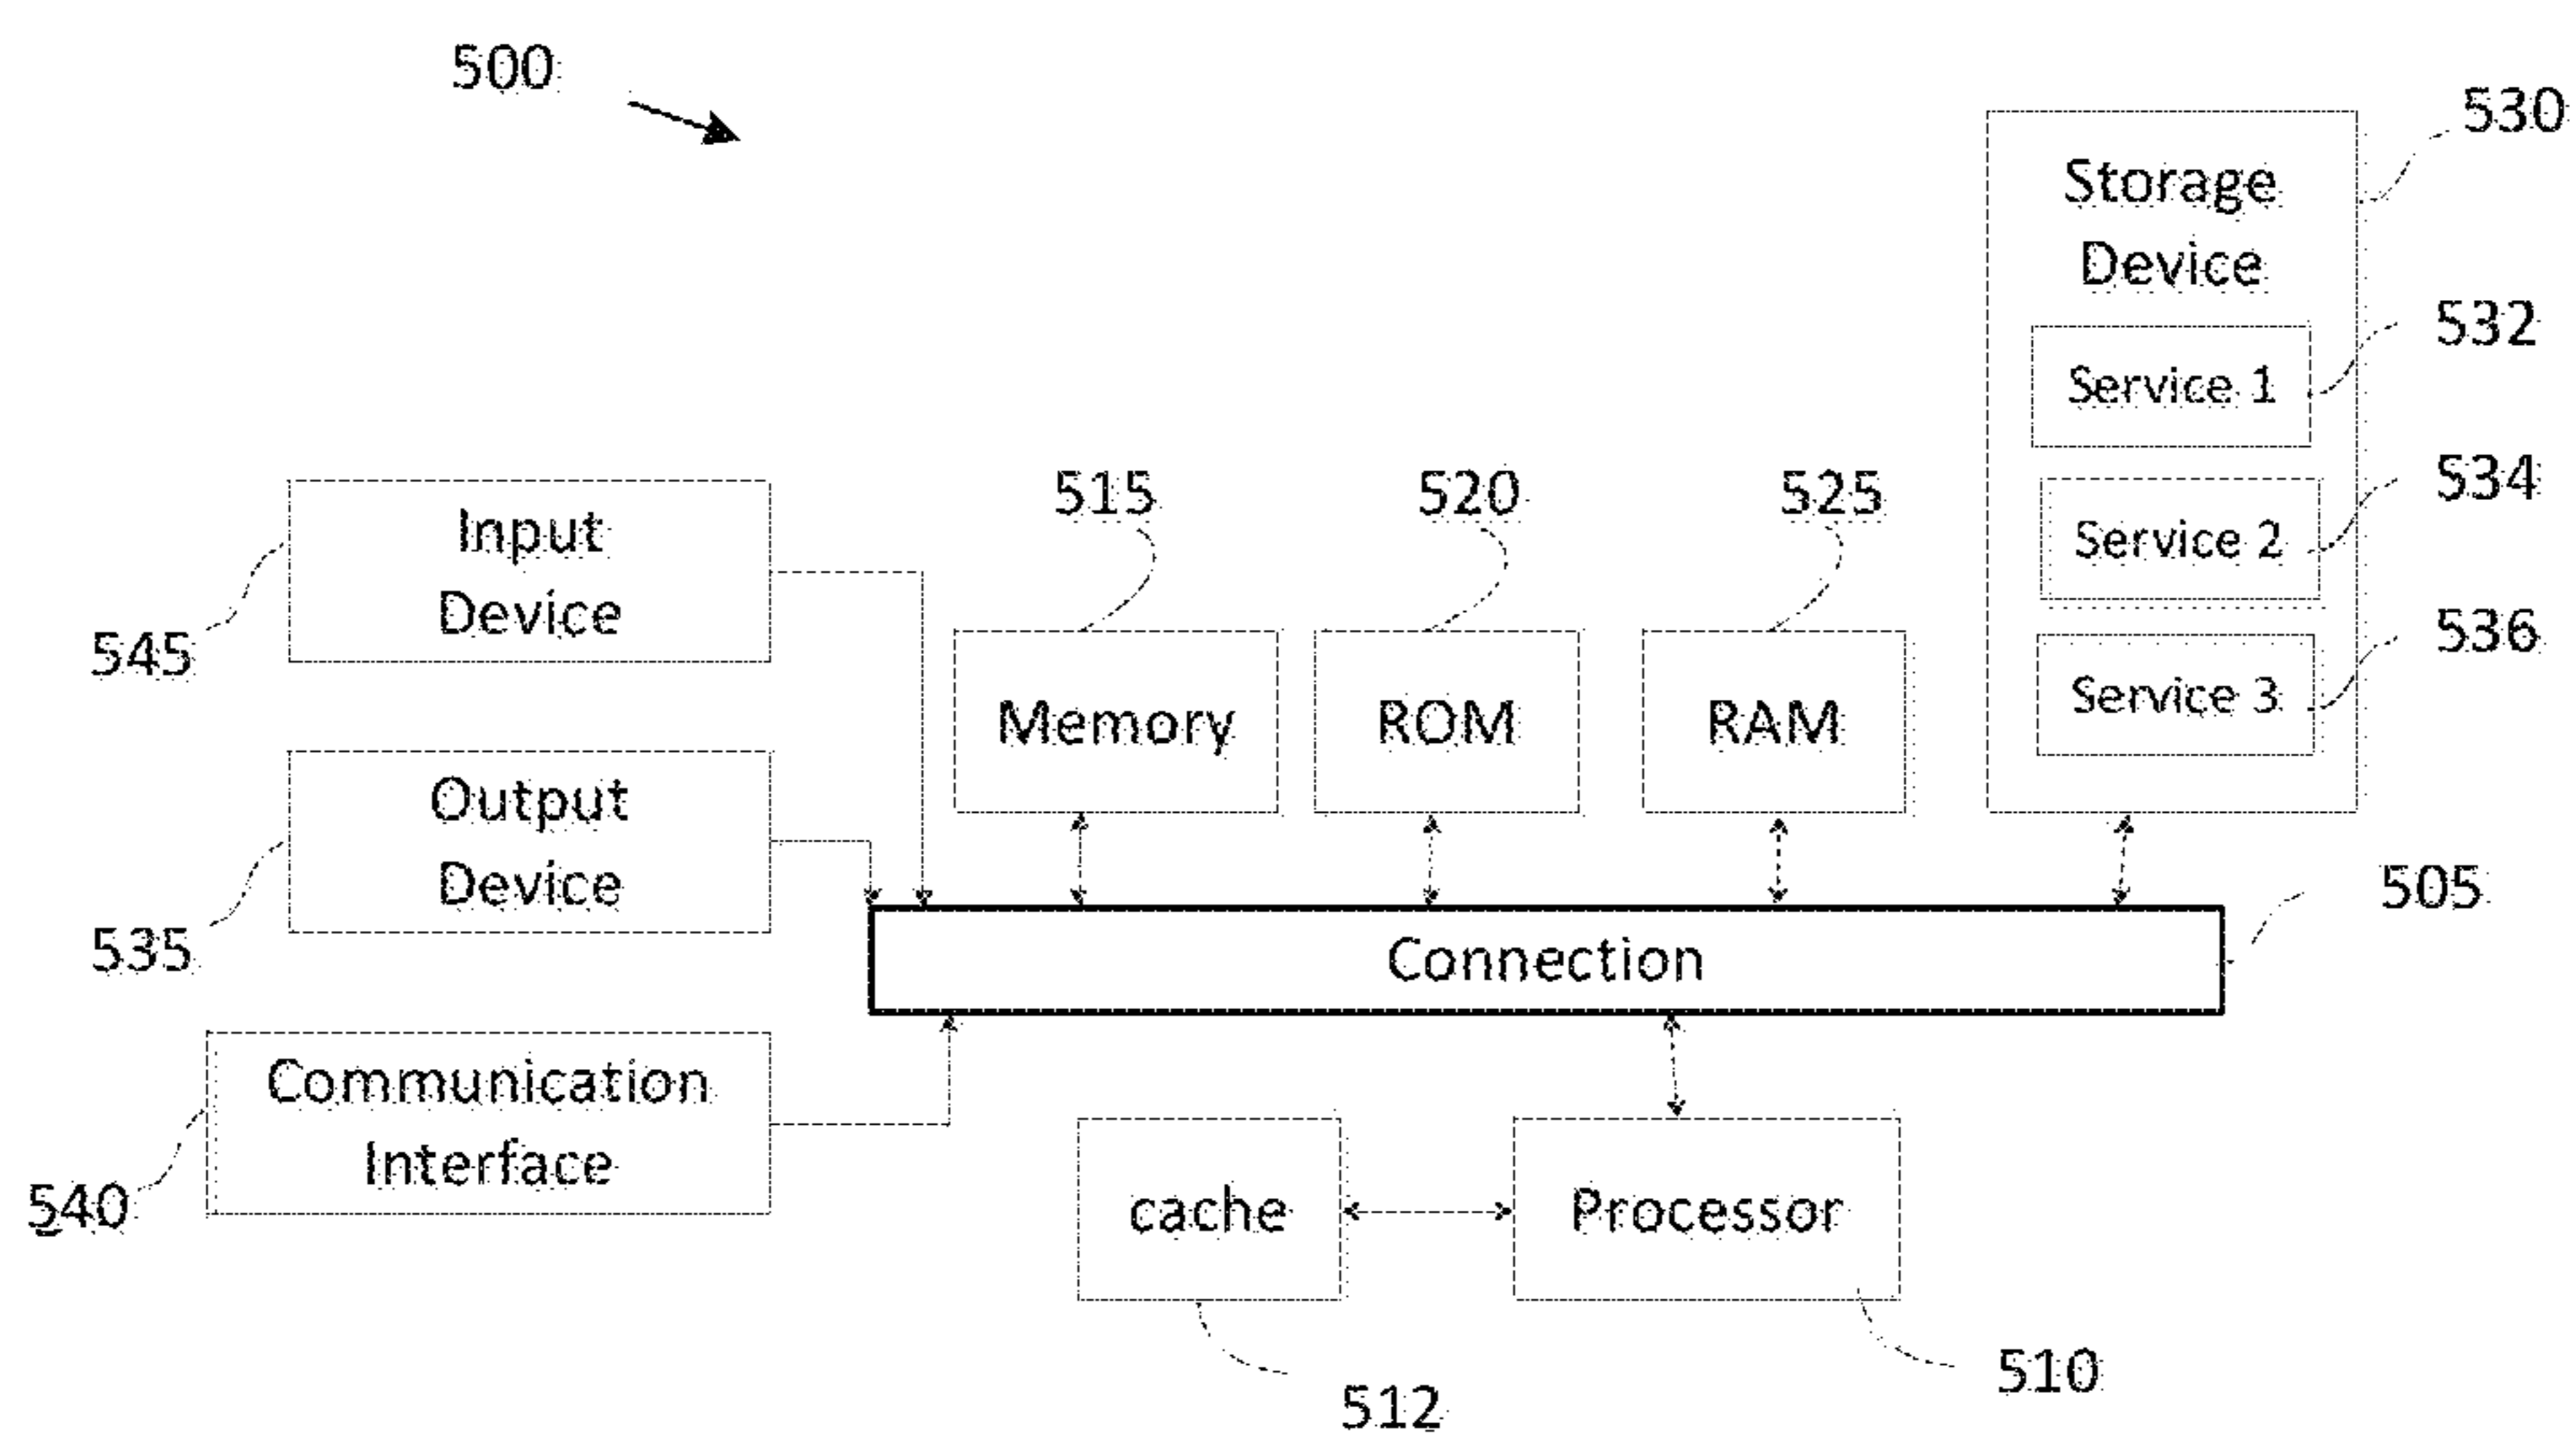 500
530
Storage
Device
532
Service 1
534
Service 2
536
Service 3
515
520
525
Input
Device
545
Memory
ROM
RAM
Output
Device
535
505
Connection
Communication
Interface
540
cache
Processor
510
512